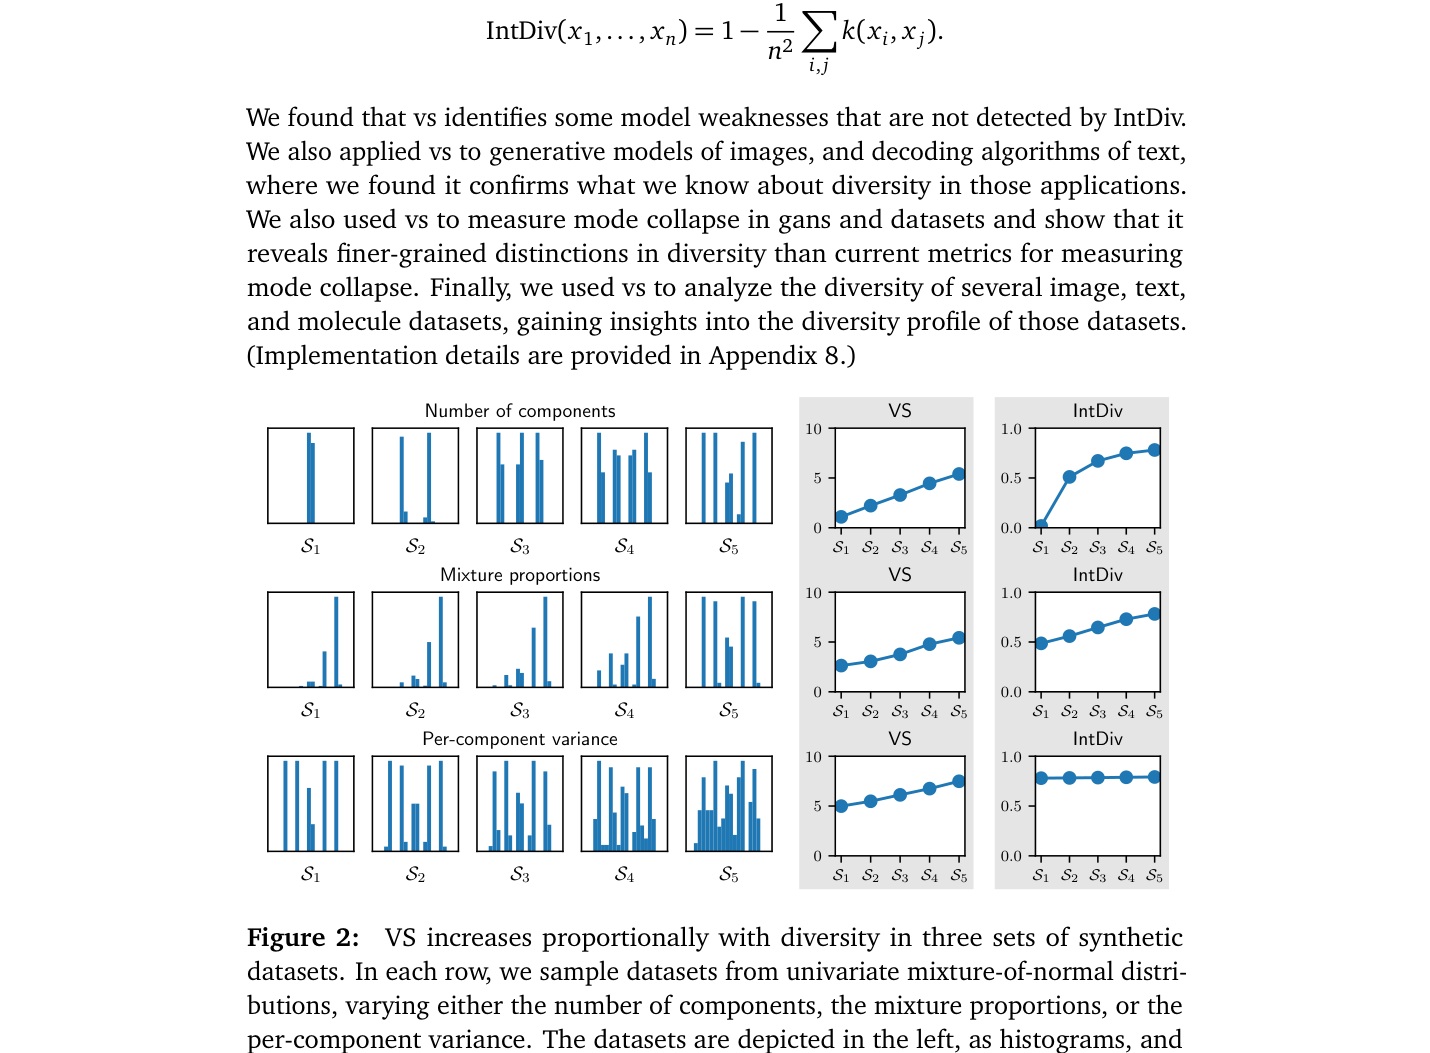 IntDiv(x₁, ..., xₙ) = 1 − 1/n² ∑ᵢ,ⱼ k(xᵢ, xⱼ).
We found that vs identifies some model weaknesses that are not detected by IntDiv.
We also applied vs to generative models of images, and decoding algorithms of text,
where we found it confirms what we know about diversity in those applications.
We also used vs to measure mode collapse in gans and datasets and show that it
reveals finer-grained distinctions in diversity than current metrics for measuring
mode collapse. Finally, we used vs to analyze the diversity of several image, text,
and molecule datasets, gaining insights into the diversity profile of those datasets.
(Implementation details are provided in Appendix 8.)
Number of components
S₁ S₂ S₃ S₄ S₅
VS
10
5
0
S₁ S₂ S₃ S₄ S₅
IntDiv
1.0
0.5
0.0
S₁ S₂ S₃ S₄ S₅
Mixture proportions
S₁ S₂ S₃ S₄ S₅
VS
10
5
0
S₁ S₂ S₃ S₄ S₅
IntDiv
1.0
0.5
0.0
S₁ S₂ S₃ S₄ S₅
Per-component variance
S₁ S₂ S₃ S₄ S₅
VS
10
5
0
S₁ S₂ S₃ S₄ S₅
IntDiv
1.0
0.5
0.0
S₁ S₂ S₃ S₄ S₅
Figure 2: VS increases proportionally with diversity in three sets of synthetic
datasets. In each row, we sample datasets from univariate mixture-of-normal distri-
butions, varying either the number of components, the mixture proportions, or the
per-component variance. The datasets are depicted in the left, as histograms, and